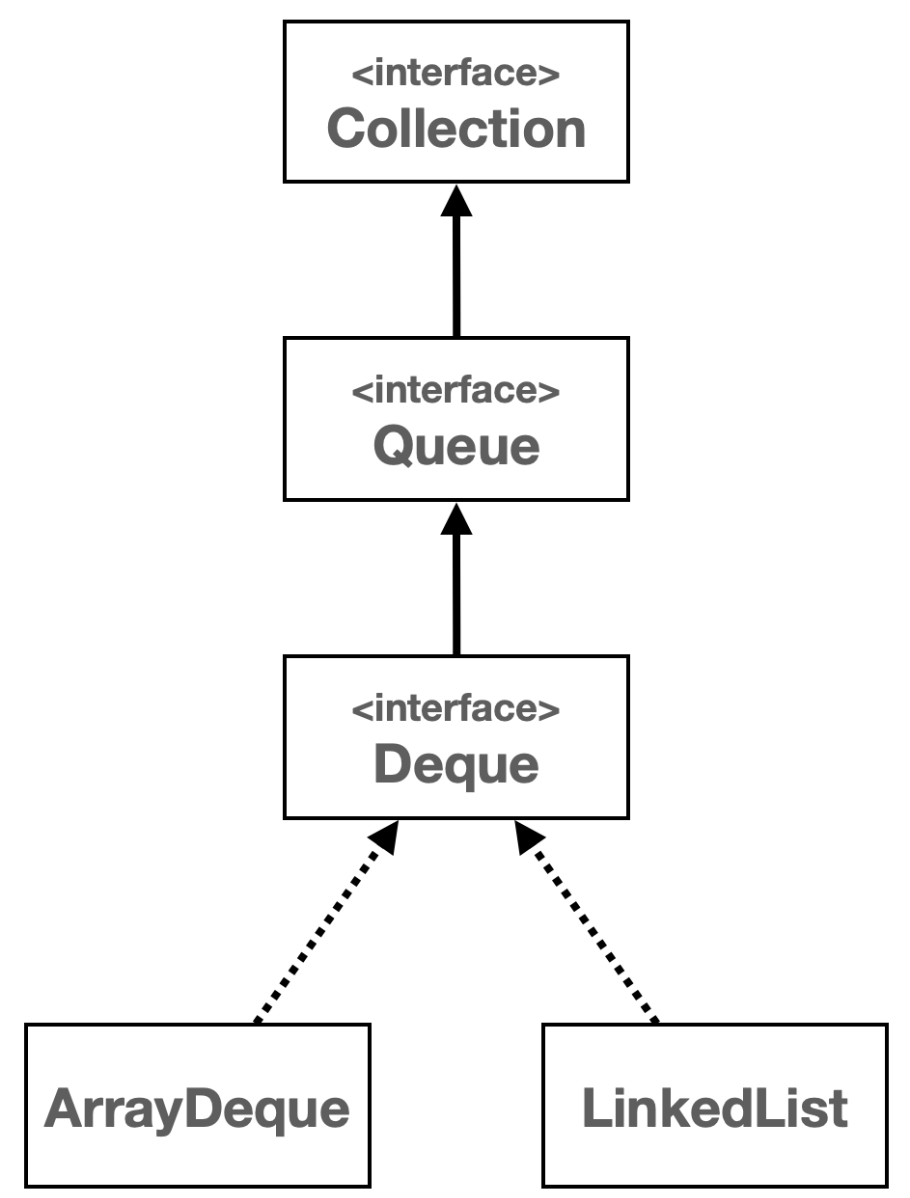 <interface>
Collection
<interface>
Queue
<interface>
Deque
ArrayDeque
LinkedList